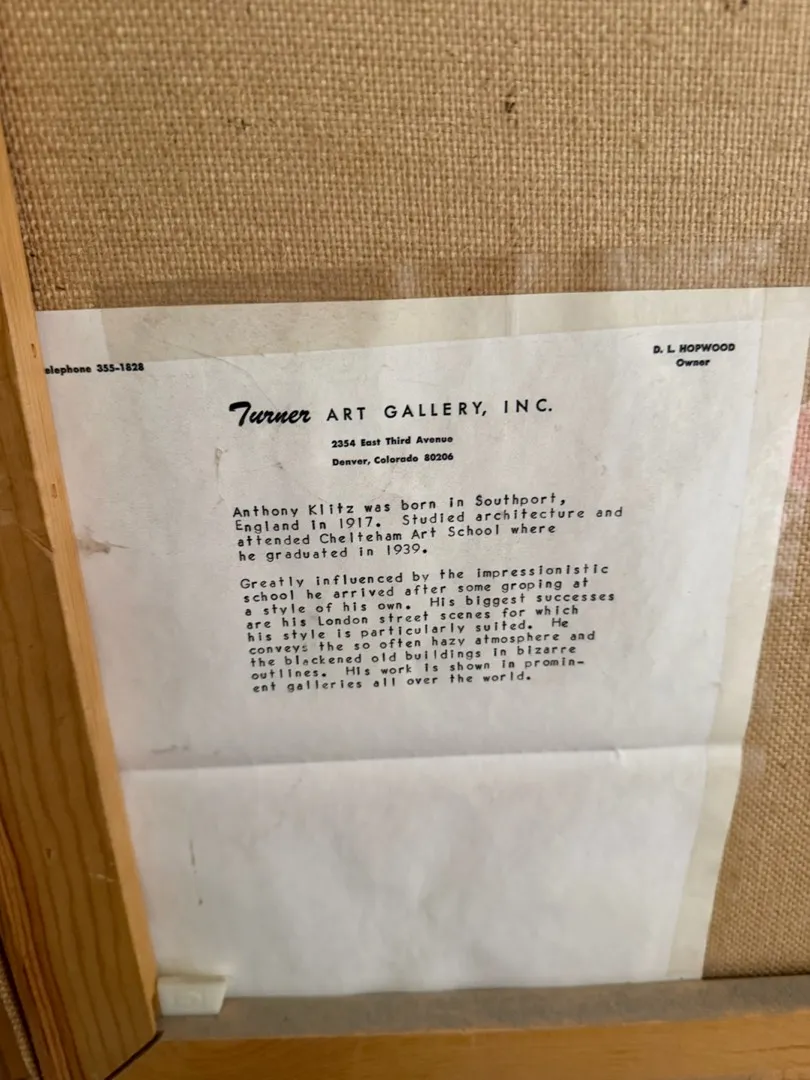 elephone 355-1828
D. L. HOPWOOD
Owner
Turner ART GALLERY, INC.
2354 East Third Avenue
Denver, Colorado 80206
Anthony Klitz was born in Southport,
England in 1917. Studied architecture and
attended Chelteham Art School where
he graduated in 1939.
Greatly influenced by the impressionistic
school he arrived after some groping at
a style of his own. His biggest successes
are his London street scenes for which
his style is particularly suited. He
conveys the so often hazy atmosphere and
the blackened old buildings in bizarre
outlines. His work is shown in promin-
ent galleries all over the world.